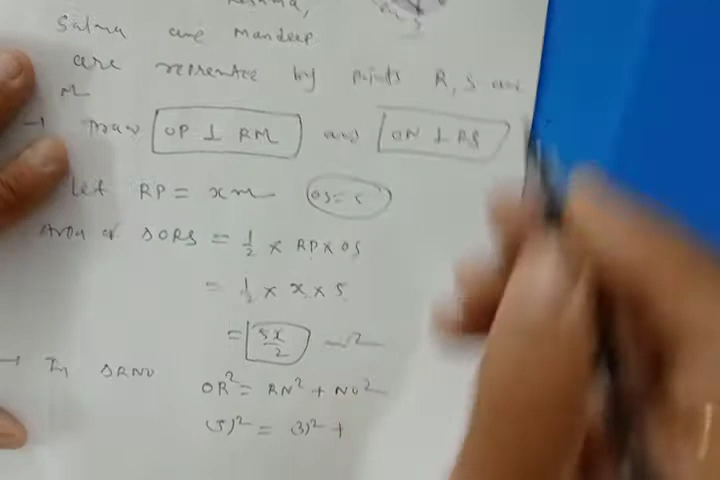 Salma and Mandeep
are represnte by points R, S and
M
→ Draw OP ⊥ RM and ON ⊥ RS
Let RP = x m OS = 5
Area of ΔORS = 1/2 × RP × OS
= 1/2 × x × 5
= 5x/2 m²
→ In ΔRNO
OR² = RN² + NO²
(5)² = (3)² +